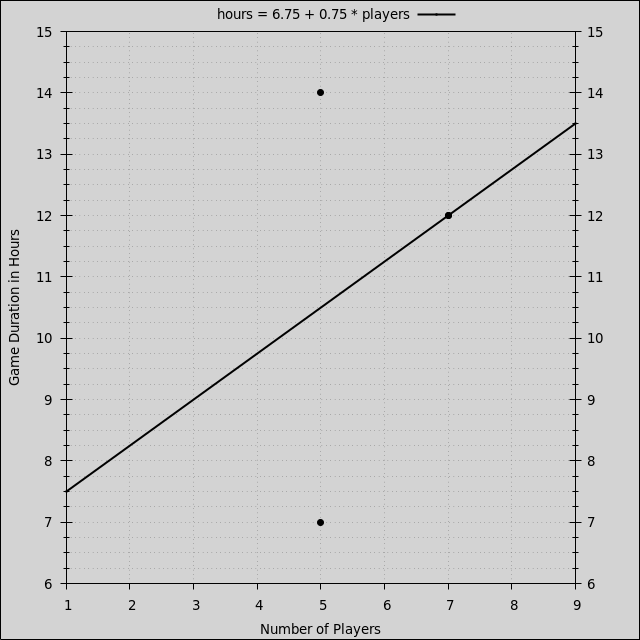 hours = 6.75 + 0.75 * players
15 15
14 14
13 13
12 12
11 11
10 10
9 9
8 8
7 7
6 6
1 2 3 4 5 6 7 8 9
Game Duration in Hours
Number of Players